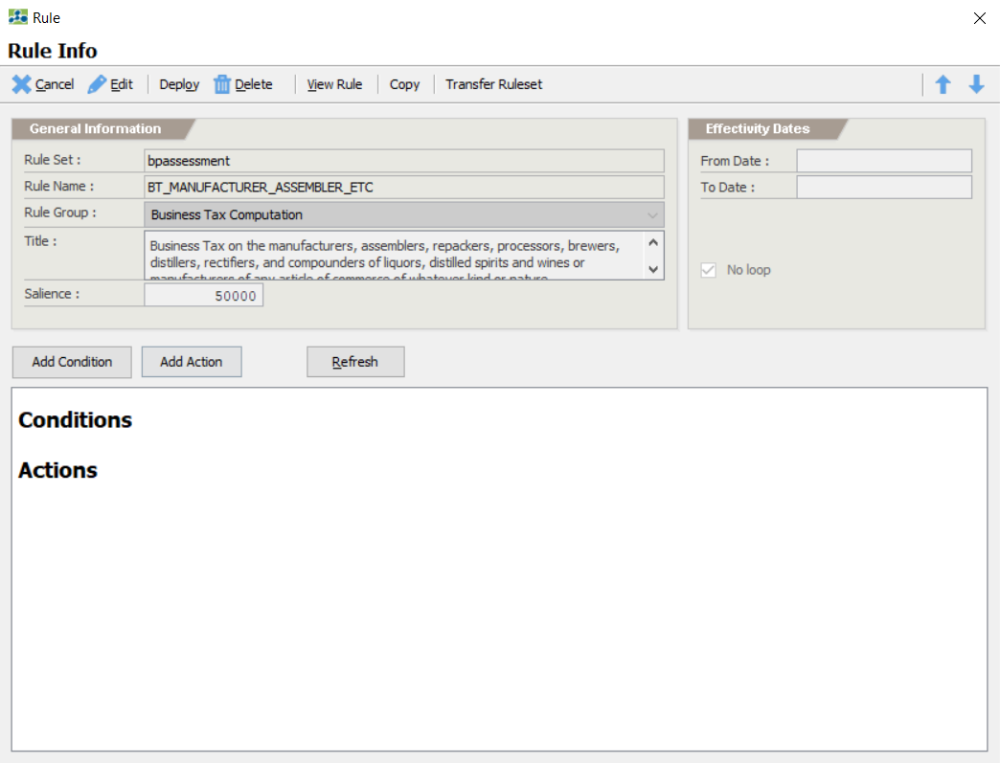 Rule
Rule Info
Cancel Edit Deploy Delete View Rule Copy Transfer Ruleset
General Information
Rule Set : bpassessment
Rule Name : BT_MANUFACTURER_ASSEMBLER_ETC
Rule Group : Business Tax Computation
Title : Business Tax on the manufacturers, assemblers, repackers, processors, brewers,
distillers, rectifiers, and compounders of liquors, distilled spirits and wines or
manufacturers of any article of commerce of whatever kind or nature
Salience : 50000
Effectivity Dates
From Date :
To Date :
No loop
Add Condition Add Action Refresh
Conditions
Actions